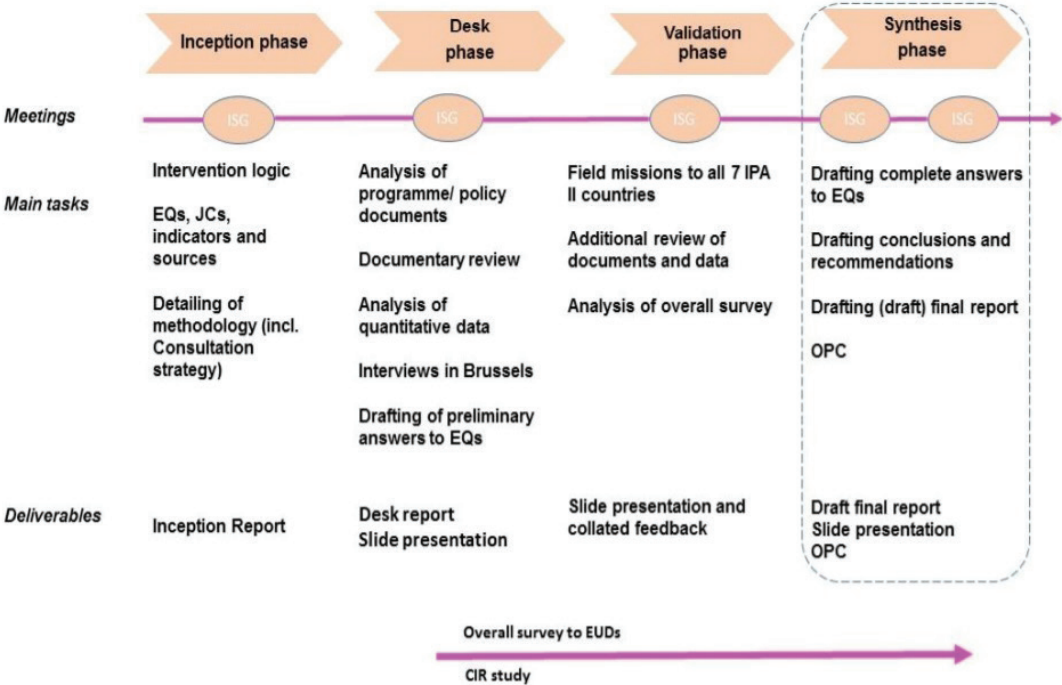 Inception phase
Desk
phase
Validation
phase
Synthesis
phase
Meetings
ISG
ISG
ISG
ISG
ISG
Main tasks
Intervention logic
EQs, JCs,
indicators and
sources
Detailing of
methodology (incl.
Consultation
strategy)
Analysis of
programme/ policy
documents
Documentary review
Analysis of
quantitative data
Interviews in Brussels
Drafting of preliminary
answers to EQs
Field missions to all 7 IPA
II countries
Additional review of
documents and data
Analysis of overall survey
Drafting complete answers
to EQs
Drafting conclusions and
recommendations
Drafting (draft) final report
OPC
Deliverables
Inception Report
Desk report
Slide presentation
Slide presentation and
collated feedback
Draft final report
Slide presentation
OPC
Overall survey to EUDs
CIR study